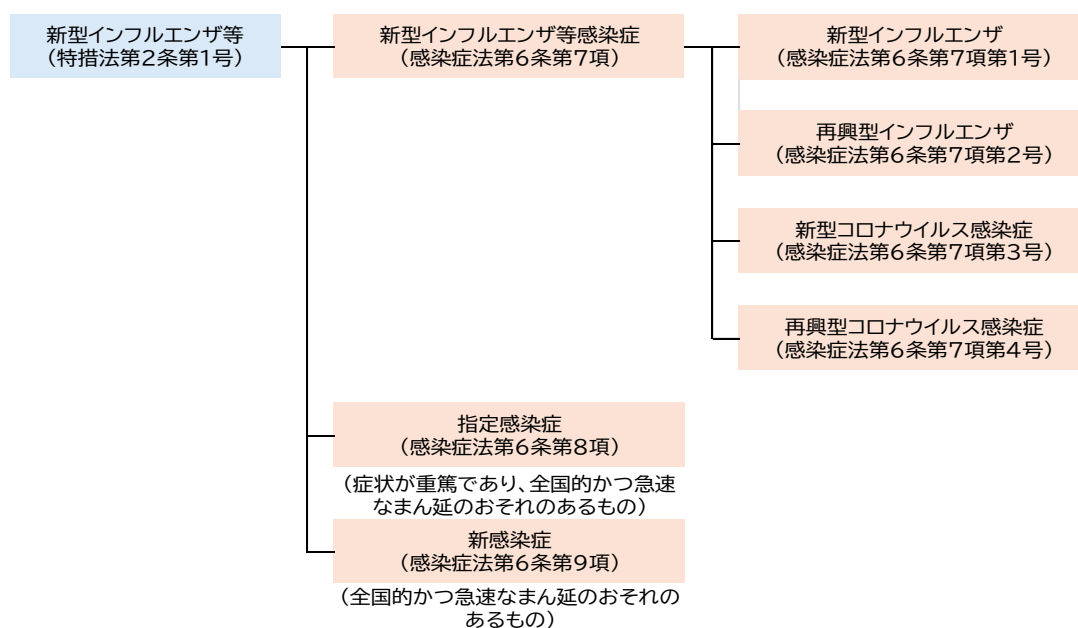 新型インフルエンザ等
(特措法第2条第1号)
新型インフルエンザ等感染症
(感染症法第6条第7項)
新型インフルエンザ
(感染症法第6条第7項第1号)
再興型インフルエンザ
(感染症法第6条第7項第2号)
新型コロナウイルス感染症
(感染症法第6条第7項第3号)
再興型コロナウイルス感染症
(感染症法第6条第7項第4号)
指定感染症
(感染症法第6条第8項)
(症状が重篤であり、全国的かつ急速
なまん延のおそれのあるもの)
新感染症
(感染症法第6条第9項)
(全国的かつ急速なまん延のおそれの
あるもの)